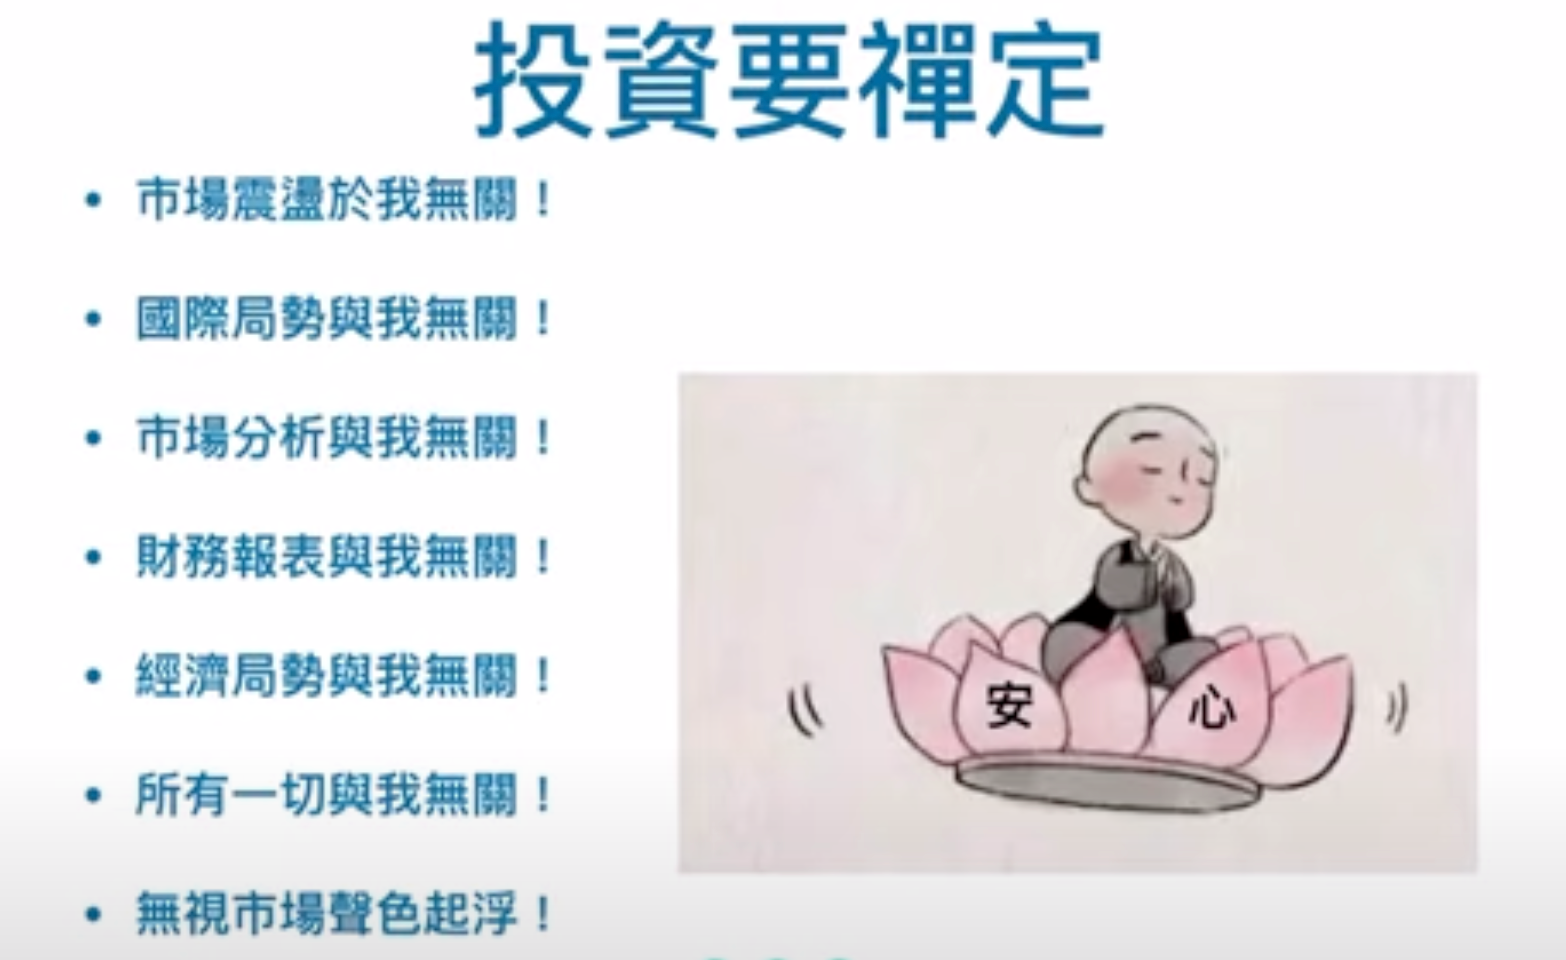 投資要禪定
• 市場震盪於我無關！
• 國際局勢與我無關！
• 市場分析與我無關！
• 財務報表與我無關！
• 經濟局勢與我無關！
• 所有一切與我無關！
• 無視市場聲色起浮！
安 心